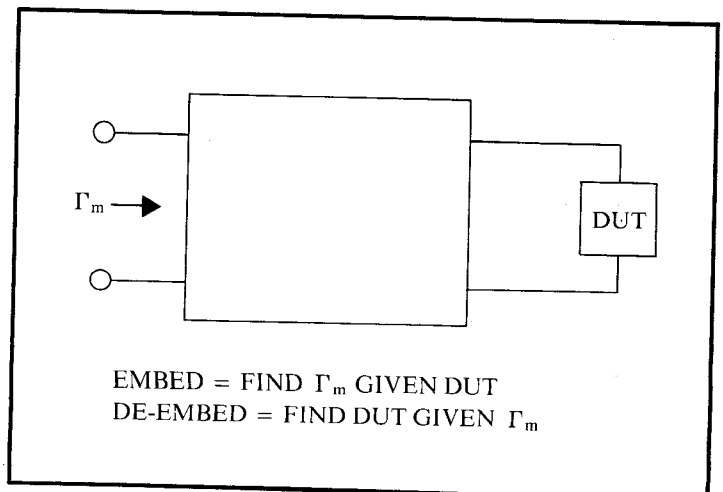 Γm
DUT
EMBED = FIND Γm GIVEN DUT
DE-EMBED = FIND DUT GIVEN Γm